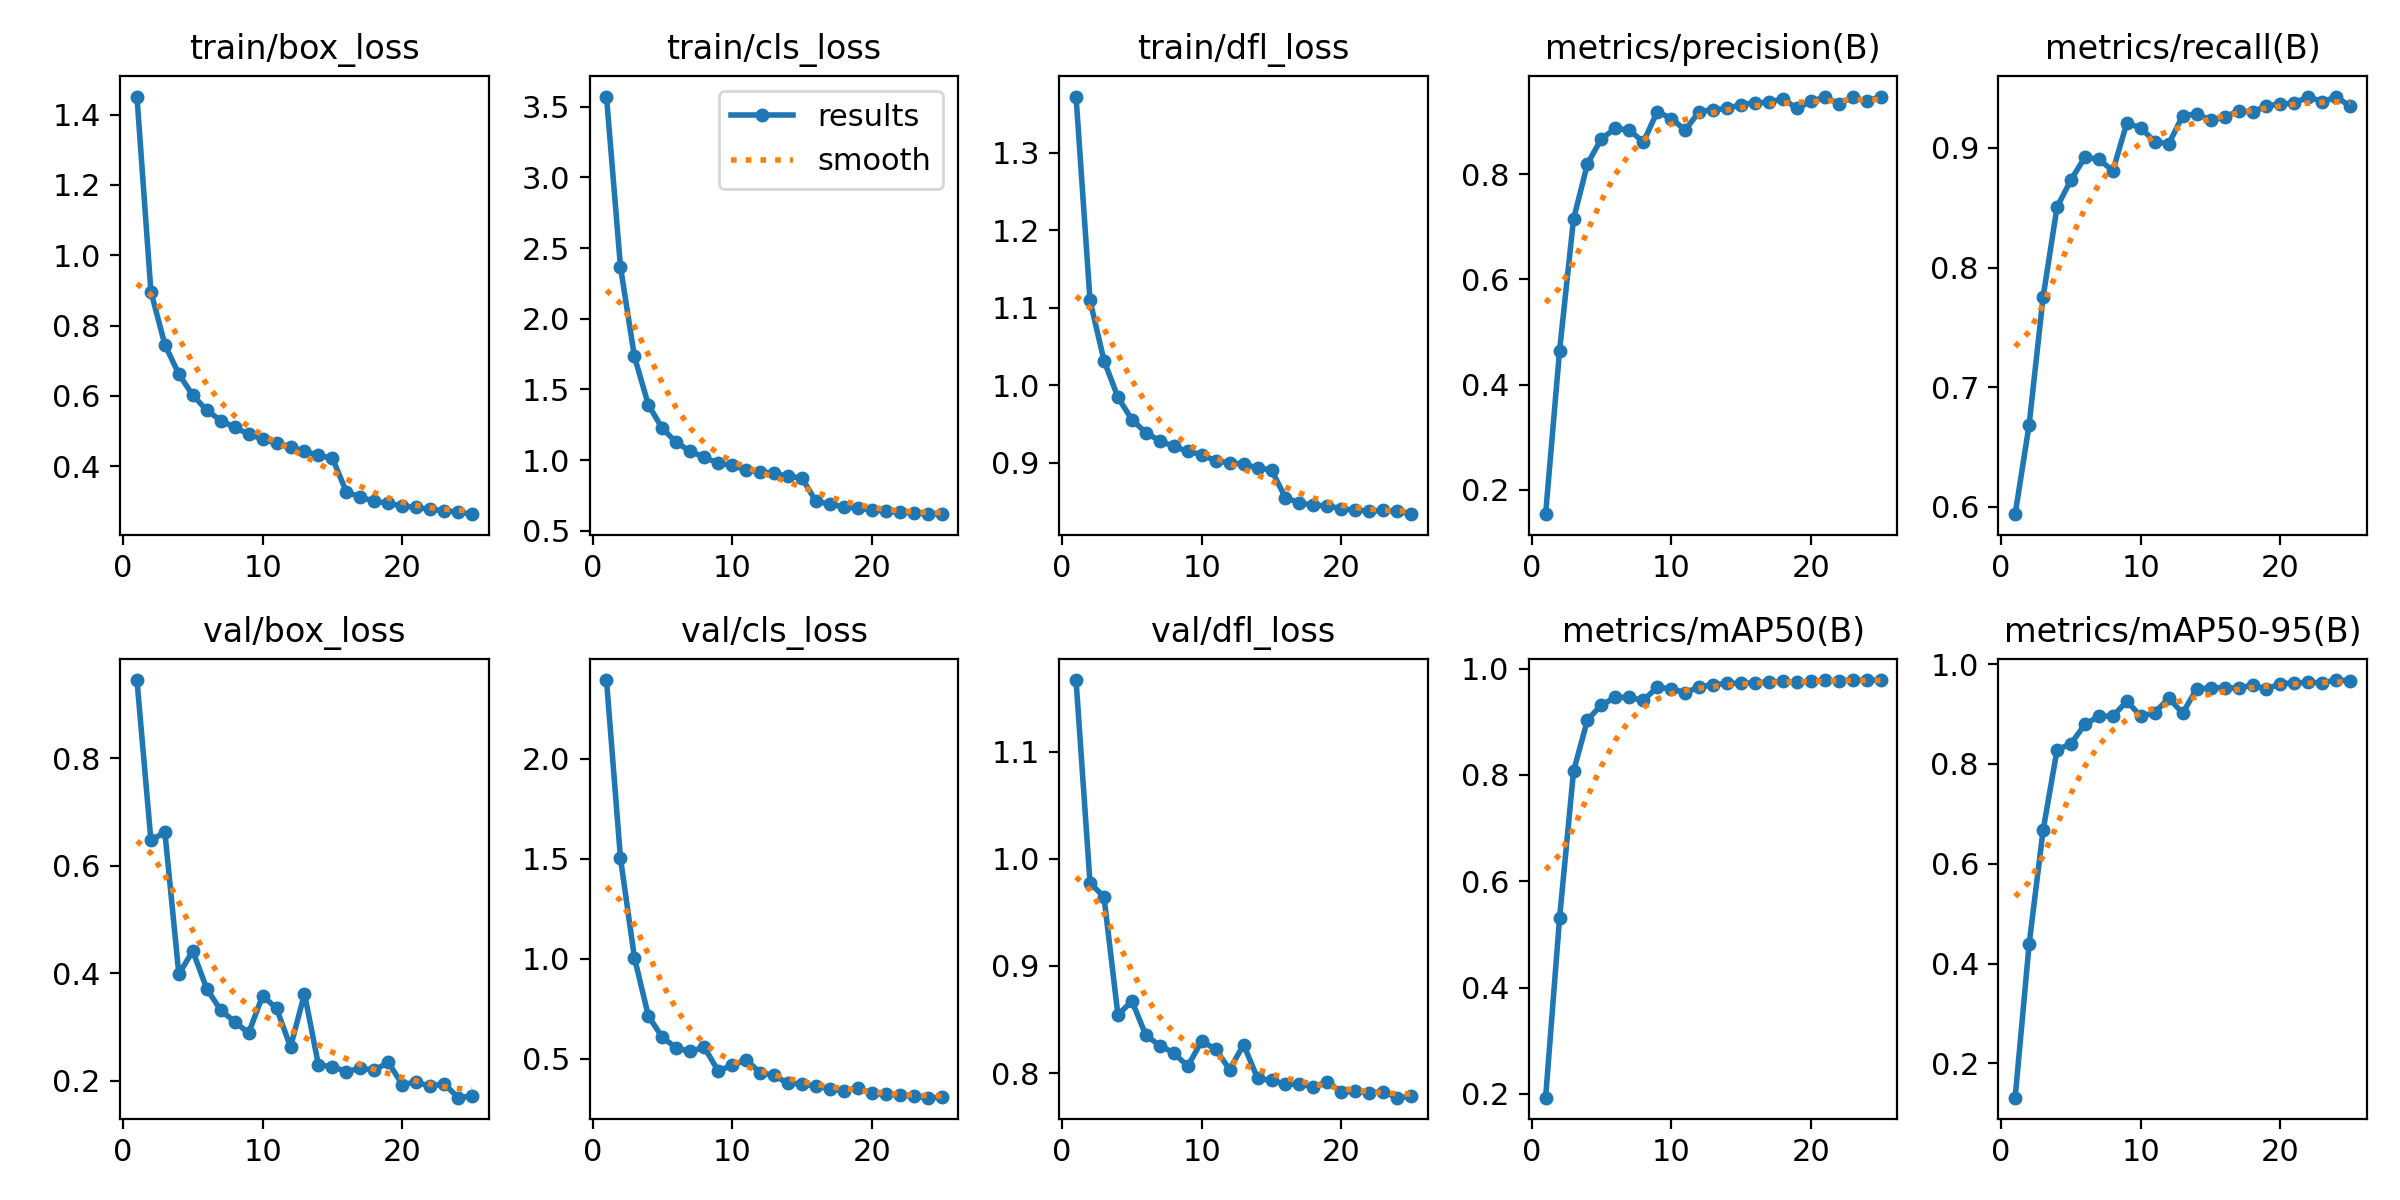 train/box_loss
1.4
1.2
1.0
0.8
0.6
0.4
0 10 20
train/cls_loss
results
smooth
3.5
3.0
2.5
2.0
1.5
1.0
0.5
0 10 20
train/dfl_loss
1.3
1.2
1.1
1.0
0.9
0 10 20
metrics/precision(B)
0.8
0.6
0.4
0.2
0 10 20
metrics/recall(B)
0.9
0.8
0.7
0.6
0 10 20
val/box_loss
0.8
0.6
0.4
0.2
0 10 20
val/cls_loss
2.0
1.5
1.0
0.5
0 10 20
val/dfl_loss
1.1
1.0
0.9
0.8
0 10 20
metrics/mAP50(B)
1.0
0.8
0.6
0.4
0.2
0 10 20
metrics/mAP50-95(B)
1.0
0.8
0.6
0.4
0.2
0 10 20